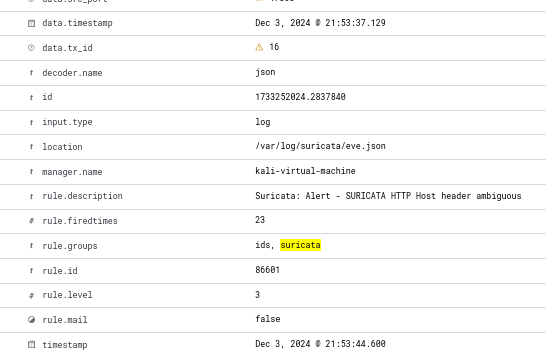 data.timestamp Dec 3, 2024 @ 21:53:37.129
data.tx_id 16
decoder.name json
id 1733252024.2837840
input.type log
location /var/log/suricata/eve.json
manager.name kali-virtual-machine
rule.description Suricata: Alert - SURICATA HTTP Host header ambiguous
rule.firedtimes 23
rule.groups ids, suricata
rule.id 86601
rule.level 3
rule.mail false
timestamp Dec 3, 2024 @ 21:53:44.600